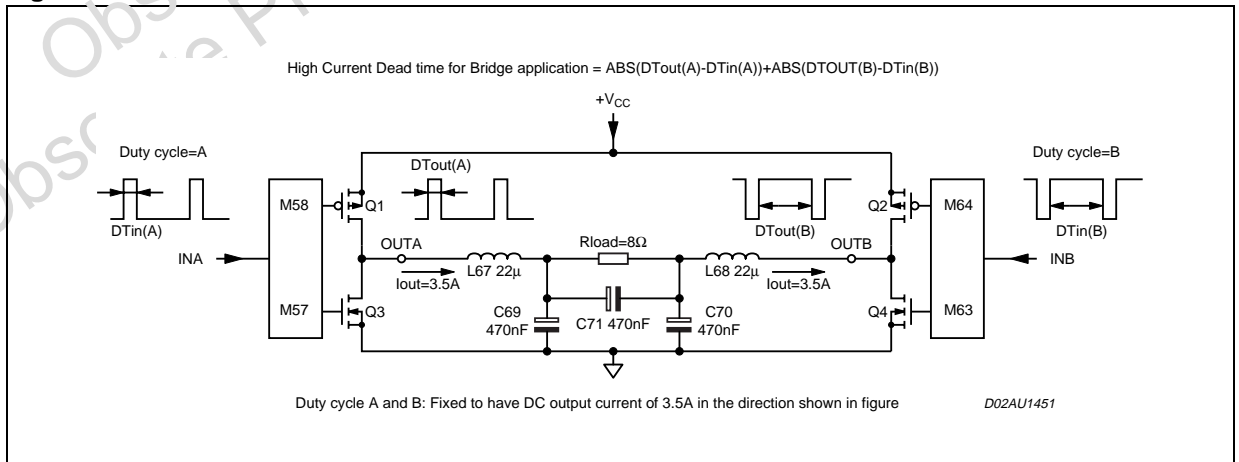 High Current Dead time for Bridge application = ABS(DTout(A)-DTin(A))+ABS(DTOUT(B)-DTin(B))
+VCC
Duty cycle=A
DTout(A)
Duty cycle=B
M58
Q1
Q2
M64
DTin(A)
DTout(B)
DTin(B)
OUTA
Rload=8Ω
OUTB
INA
L67 22μ
L68 22μ
INB
Iout=3.5A
Iout=3.5A
M57
Q3
C69
470nF
C71 470nF
C70
470nF
Q4
M63
Duty cycle A and B: Fixed to have DC output current of 3.5A in the direction shown in figure
D02AU1451